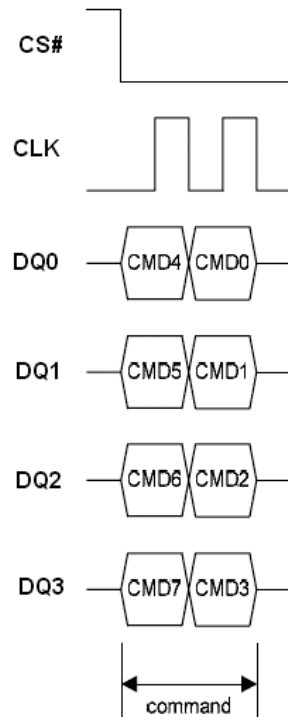 CS#
CLK
DQ0 CMD4 CMD0
DQ1 CMD5 CMD1
DQ2 CMD6 CMD2
DQ3 CMD7 CMD3
command